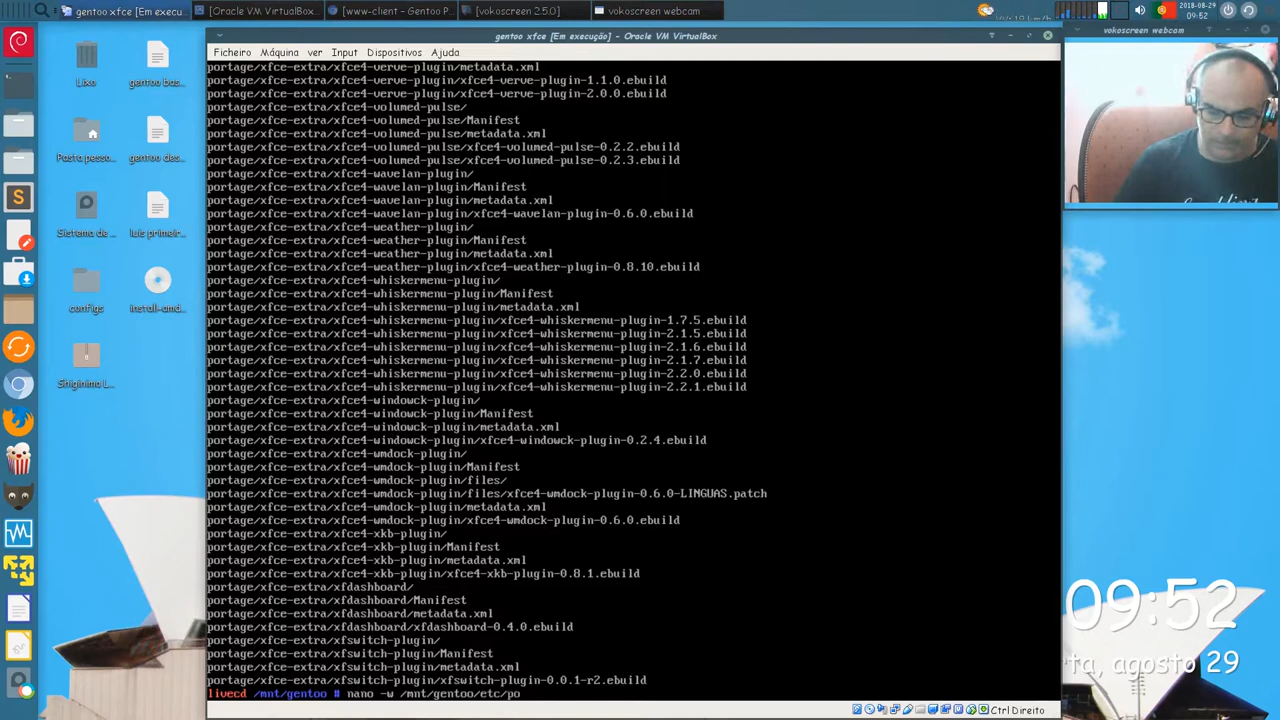 gentoo xfce [Em execu
[Oracle VM VirtualBox]
[www-client – Gentoo P
[vokoscreen 2.5.0]
vokoscreen webcam
2018-08-29
09:52
gentoo xfce [Em execução] - Oracle VM VirtualBox
vokoscreen webcam
Ficheiro Máquina ver Input Dispositivos Ajuda
Lixo
gentoo bas...
Pasta pesso...
gentoo des...
Sistema de ...
luis primeir...
configs
install-amd...
Shiginima L...
portage/xfce-extra/xfce4-verve-plugin/metadata.xml
portage/xfce-extra/xfce4-verve-plugin/xfce4-verve-plugin-1.1.0.ebuild
portage/xfce-extra/xfce4-verve-plugin/xfce4-verve-plugin-2.0.0.ebuild
portage/xfce-extra/xfce4-volumed-pulse/
portage/xfce-extra/xfce4-volumed-pulse/Manifest
portage/xfce-extra/xfce4-volumed-pulse/metadata.xml
portage/xfce-extra/xfce4-volumed-pulse/xfce4-volumed-pulse-0.2.2.ebuild
portage/xfce-extra/xfce4-volumed-pulse/xfce4-volumed-pulse-0.2.3.ebuild
portage/xfce-extra/xfce4-wavelan-plugin/
portage/xfce-extra/xfce4-wavelan-plugin/Manifest
portage/xfce-extra/xfce4-wavelan-plugin/metadata.xml
portage/xfce-extra/xfce4-wavelan-plugin/xfce4-wavelan-plugin-0.6.0.ebuild
portage/xfce-extra/xfce4-weather-plugin/
portage/xfce-extra/xfce4-weather-plugin/Manifest
portage/xfce-extra/xfce4-weather-plugin/metadata.xml
portage/xfce-extra/xfce4-weather-plugin/xfce4-weather-plugin-0.8.10.ebuild
portage/xfce-extra/xfce4-whiskermenu-plugin/
portage/xfce-extra/xfce4-whiskermenu-plugin/Manifest
portage/xfce-extra/xfce4-whiskermenu-plugin/metadata.xml
portage/xfce-extra/xfce4-whiskermenu-plugin/xfce4-whiskermenu-plugin-1.7.5.ebuild
portage/xfce-extra/xfce4-whiskermenu-plugin/xfce4-whiskermenu-plugin-2.1.5.ebuild
portage/xfce-extra/xfce4-whiskermenu-plugin/xfce4-whiskermenu-plugin-2.1.6.ebuild
portage/xfce-extra/xfce4-whiskermenu-plugin/xfce4-whiskermenu-plugin-2.1.7.ebuild
portage/xfce-extra/xfce4-whiskermenu-plugin/xfce4-whiskermenu-plugin-2.2.0.ebuild
portage/xfce-extra/xfce4-whiskermenu-plugin/xfce4-whiskermenu-plugin-2.2.1.ebuild
portage/xfce-extra/xfce4-windowck-plugin/
portage/xfce-extra/xfce4-windowck-plugin/Manifest
portage/xfce-extra/xfce4-windowck-plugin/metadata.xml
portage/xfce-extra/xfce4-windowck-plugin/xfce4-windowck-plugin-0.2.4.ebuild
portage/xfce-extra/xfce4-wmdock-plugin/
portage/xfce-extra/xfce4-wmdock-plugin/Manifest
portage/xfce-extra/xfce4-wmdock-plugin/files/
portage/xfce-extra/xfce4-wmdock-plugin/files/xfce4-wmdock-plugin-0.6.0-LINGUAS.patch
portage/xfce-extra/xfce4-wmdock-plugin/metadata.xml
portage/xfce-extra/xfce4-wmdock-plugin/xfce4-wmdock-plugin-0.6.0.ebuild
portage/xfce-extra/xfce4-xkb-plugin/
portage/xfce-extra/xfce4-xkb-plugin/Manifest
portage/xfce-extra/xfce4-xkb-plugin/metadata.xml
portage/xfce-extra/xfce4-xkb-plugin/xfce4-xkb-plugin-0.8.1.ebuild
portage/xfce-extra/xfdashboard/
portage/xfce-extra/xfdashboard/Manifest
portage/xfce-extra/xfdashboard/metadata.xml
portage/xfce-extra/xfdashboard/xfdashboard-0.4.0.ebuild
portage/xfce-extra/xfswitch-plugin/
portage/xfce-extra/xfswitch-plugin/Manifest
portage/xfce-extra/xfswitch-plugin/metadata.xml
portage/xfce-extra/xfswitch-plugin/xfswitch-plugin-0.0.1-r2.ebuild
livecd /mnt/gentoo # nano -w /mnt/gentoo/etc/po
Ctrl Direito
09:52
rta, agosto 29